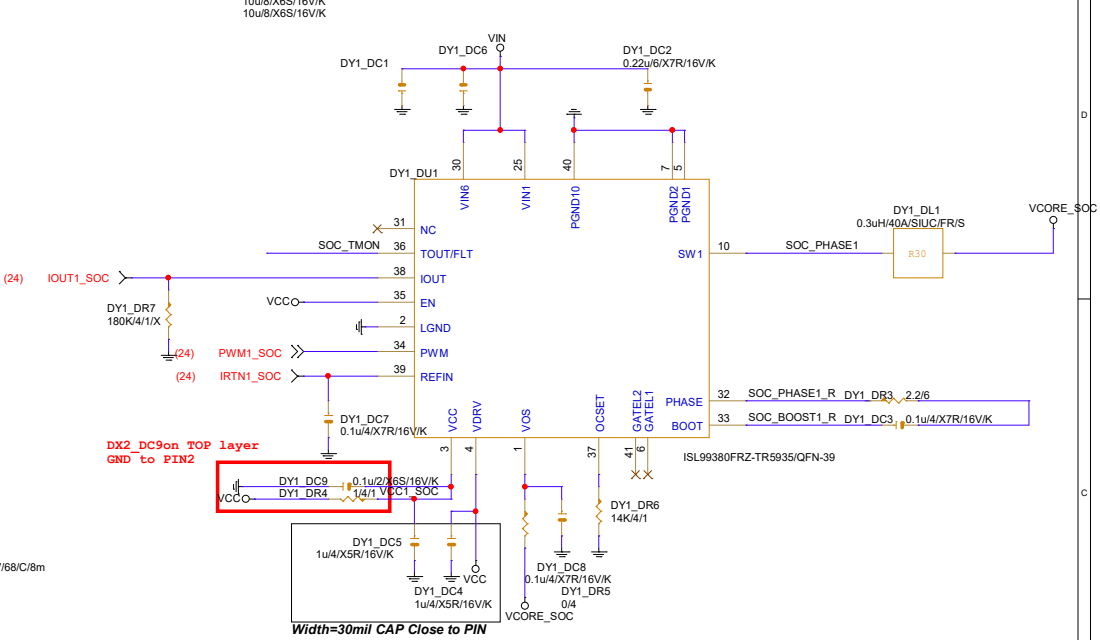 10u/8/X6S/16V/K
10u/8/X6S/16V/K
VIN
DY1_DC1
DY1_DC6
DY1_DC2
0.22u/6/X7R/16V/K
D
DY1_DU1
30
25
40
7
5
VIN6
VIN1
PGND10
PGND2
PGND1
31
NC
SOC_TMON
36
TOUT/FLT
(24)
IOUT1_SOC
38
IOUT
VCC
35
EN
2
LGND
(24)
PWM1_SOC
34
PWM
(24)
IRTN1_SOC
39
REFIN
DY1_DR7
180K/4/1/X
SW1
10
SOC_PHASE1
DY1_DL1
0.3uH/40A/SIUC/FR/S
R30
VCORE_SOC
PHASE
32
SOC_PHASE1_R
DY1_DR3
2.2/6
BOOT
33
SOC_BOOST1_R
DY1_DC3
0.1u/4/X7R/16V/K
VCC
VDRV
VOS
OCSET
GATEL2
GATEL1
3
4
1
37
41
6
ISL99380FRZ-TR5935/QFN-39
DY1_DC7
0.1u/4/X7R/16V/K
DX2_DC9on TOP layer
GND to PIN2
DY1_DC9
0.1u/2/X6S/16V/K
VCC
DY1_DR4
1/4/1
VCC1_SOC
C
DY1_DR6
14K/4/1
DY1_DC5
1u/4/X5R/16V/K
DY1_DC4
1u/4/X5R/16V/K
VCC
DY1_DC8
0.1u/4/X7R/16V/K
DY1_DR5
0/4
VCORE_SOC
/68/C/8m
Width=30mil CAP Close to PIN